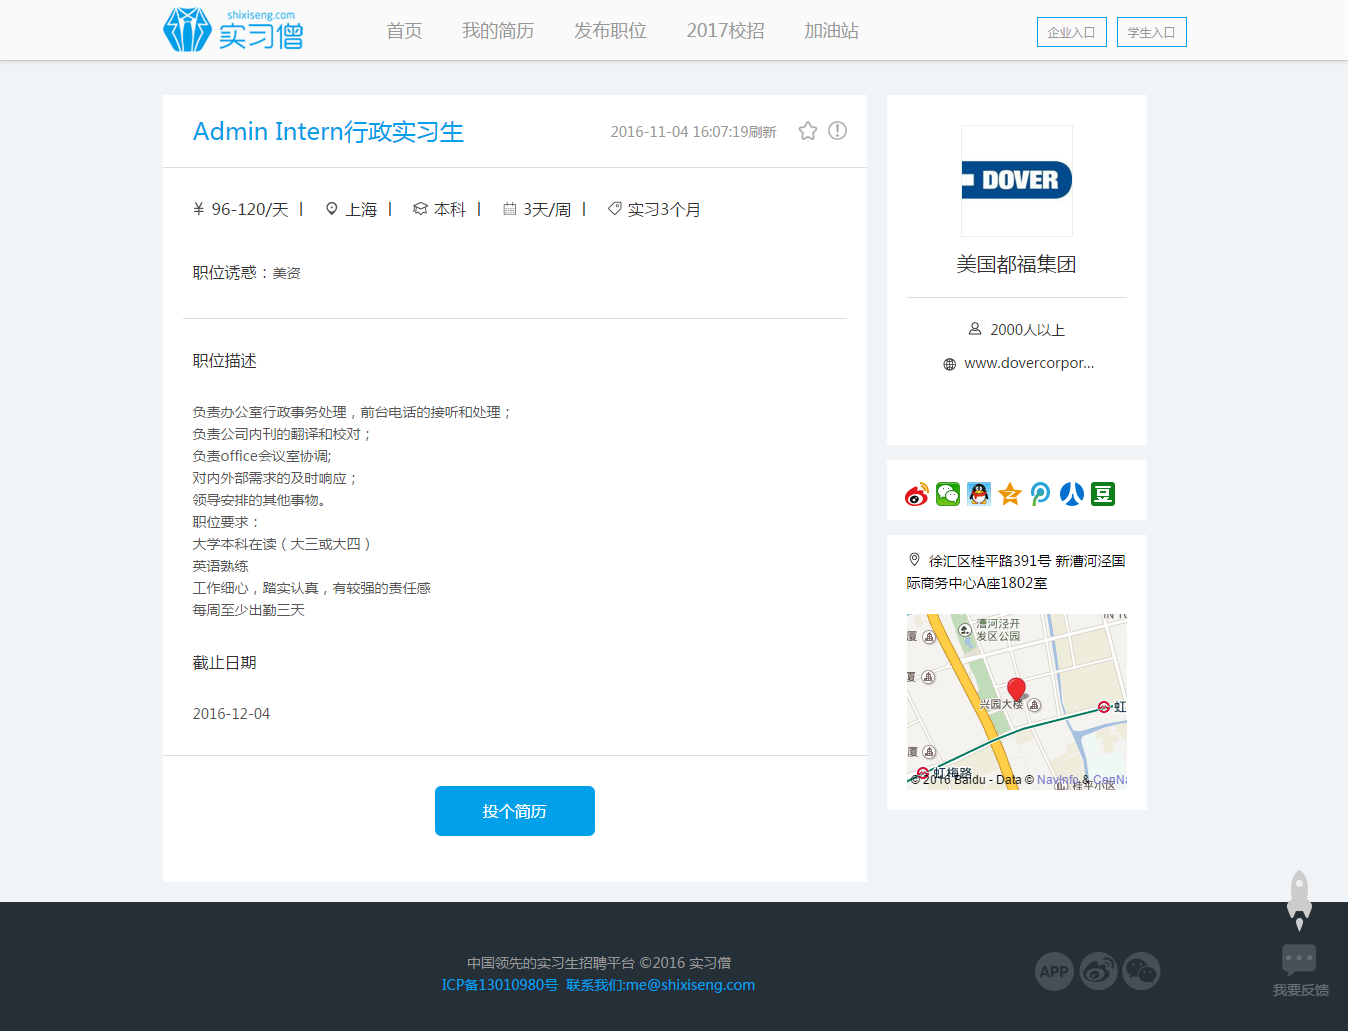 shixiseng.com
实习僧
首页 我的简历 发布职位 2017校招 加油站
企业入口 学生入口
Admin Intern行政实习生
2016-11-04 16:07:19刷新
¥ 96-120/天 | 上海 | 本科 | 3天/周 | 实习3个月
职位诱惑：美资
职位描述
负责办公室行政事务处理，前台电话的接听和处理；
负责公司内刊的翻译和校对；
负责office会议室协调;
对内外部需求的及时响应；
领导安排的其他事物。
职位要求：
大学本科在读（大三或大四）
英语熟练
工作细心，踏实认真，有较强的责任感
每周至少出勤三天
截止日期
2016-12-04
投个简历
DOVER
美国都福集团
2000人以上
www.dovercorpor...
豆
徐汇区桂平路391号 新漕河泾国
际商务中心A座1802室
漕河泾开
发区公园
厦
厦
兴园大楼
虹
厦
虹梅路
© 2016 Baidu - Data © NavInfo & CenNa
桂平小区
中国领先的实习生招聘平台 ©2016 实习僧
ICP备13010980号 联系我们:me@shixiseng.com
APP
我要反馈